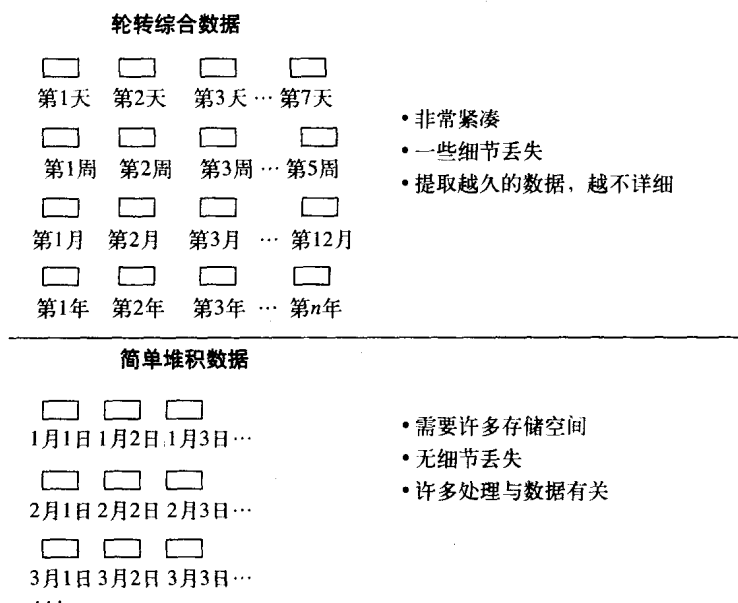 轮转综合数据
第1天 第2天 第3天 … 第7天
第1周 第2周 第3周 … 第5周
第1月 第2月 第3月 … 第12月
第1年 第2年 第3年 … 第n年
•非常紧凑
•一些细节丢失
•提取越久的数据，越不详细
简单堆积数据
1月1日 1月2日 1月3日…
2月1日 2月2日 2月3日…
3月1日 3月2日 3月3日…
•需要许多存储空间
•无细节丢失
•许多处理与数据有关